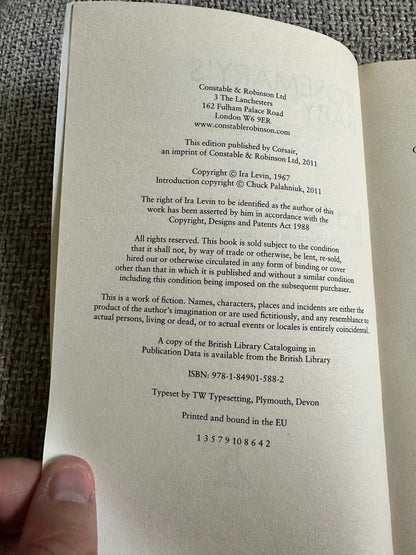 Constable & Robinson Ltd
3 The Lanchesters
162 Fulham Palace Road
London W6 9ER
www.constablerobinson.com
This edition published by Corsair,
an imprint of Constable & Robinson Ltd, 2011
Copyright © Ira Levin, 1967
Introduction copyright © Chuck Palahniuk, 2011
The right of Ira Levin to be identified as the author of this
work has been asserted by him in accordance with the
Copyright, Designs and Patents Act 1988
All rights reserved. This book is sold subject to the condition
that it shall not, by way of trade or otherwise, be lent, re-sold,
hired out or otherwise circulated in any form of binding or cover
other than that in which it is published and without a similar condition
including this condition being imposed on the subsequent purchaser.
This is a work of fiction. Names, characters, places and incidents are either the
product of the author's imagination or are used fictitiously, and any resemblance to
actual persons, living or dead, or to actual events or locales is entirely coincidental.
A copy of the British Library Cataloguing in
Publication Data is available from the British Library
ISBN: 978-1-84901-588-2
Typeset by TW Typesetting, Plymouth, Devon
Printed and bound in the EU
1 3 5 7 9 10 8 6 4 2